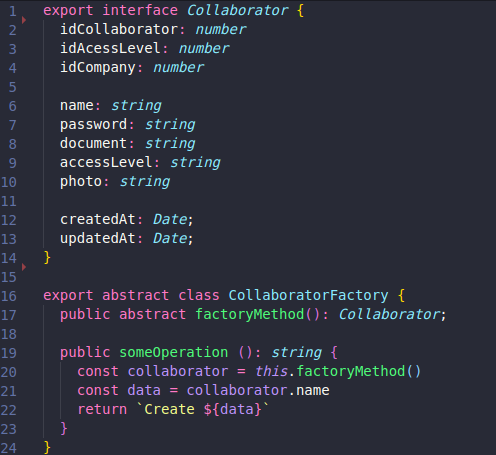 1 export interface Collaborator {
2 idCollaborator: number
3 idAcessLevel: number
4 idCompany: number
5
6 name: string
7 password: string
8 document: string
9 accessLevel: string
10 photo: string
11
12 createdAt: Date;
13 updatedAt: Date;
14 }
15
16 export abstract class CollaboratorFactory {
17 public abstract factoryMethod(): Collaborator;
18
19 public someOperation (): string {
20 const collaborator = this.factoryMethod()
21 const data = collaborator.name
22 return `Create ${data}`
23 }
24 }